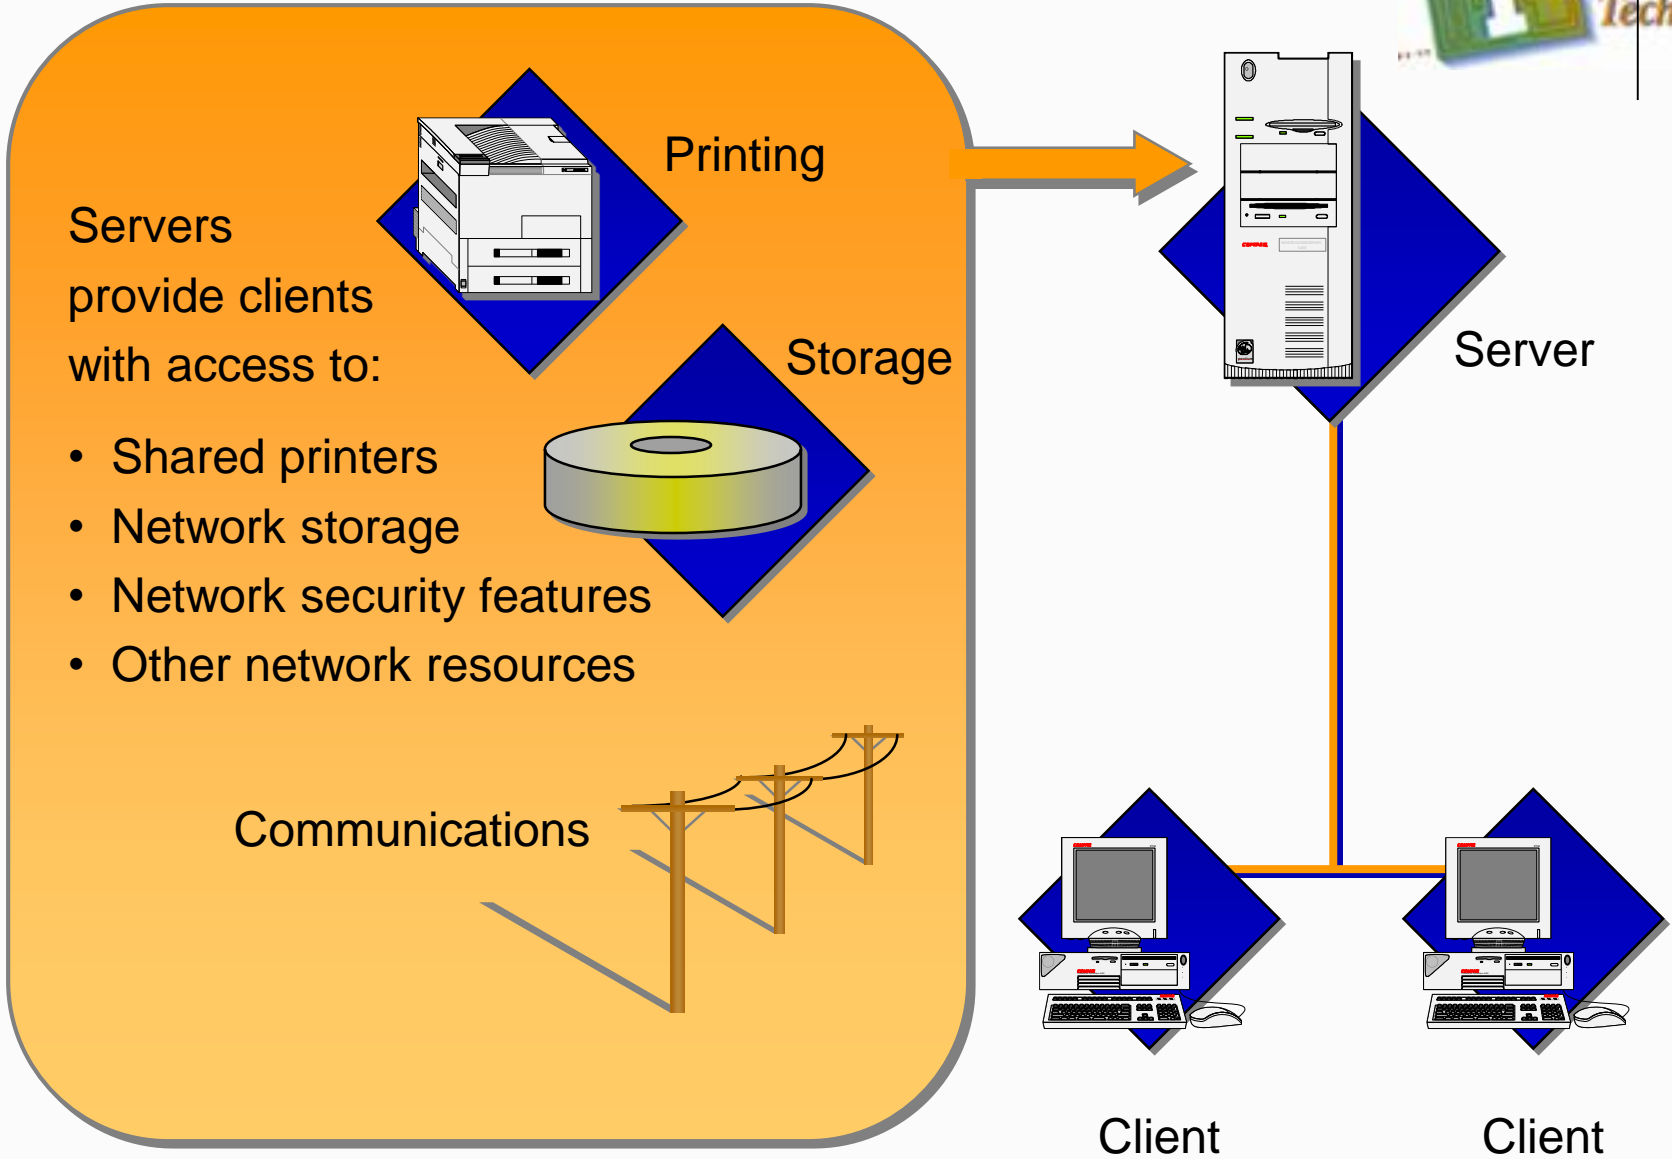 Tech
Printing
Servers
provide clients
with access to:
Storage
• Shared printers
• Network storage
• Network security features
• Other network resources
Communications
Server
Client
Client